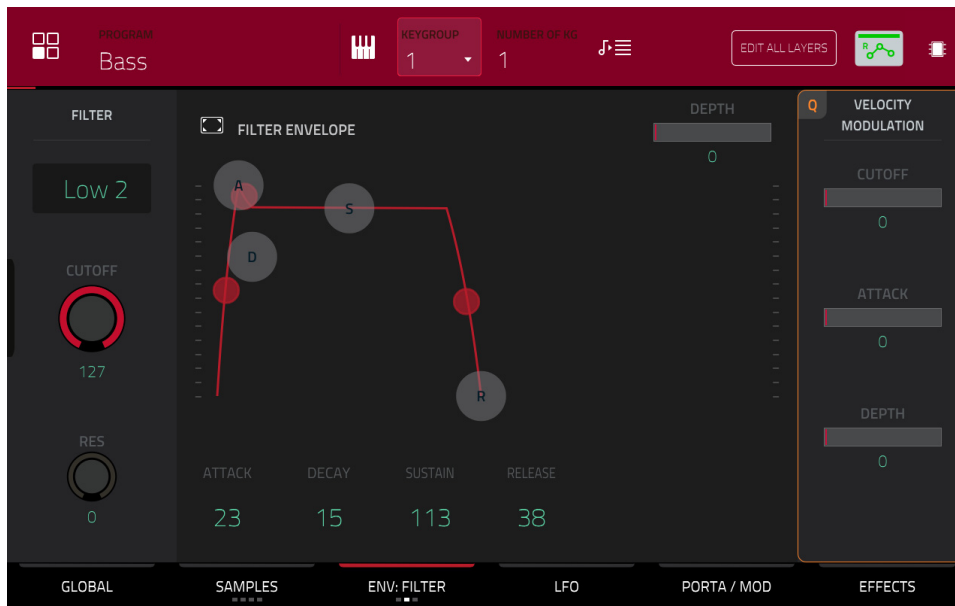 PROGRAM
Bass
KEYGROUP
1
NUMBER OF KG
1
EDIT ALL LAYERS
R
FILTER
Low 2
CUTOFF
127
RES
0
FILTER ENVELOPE
DEPTH
0
A
S
D
R
ATTACK
DECAY
SUSTAIN
RELEASE
23
15
113
38
Q
VELOCITY
MODULATION
CUTOFF
0
ATTACK
0
DEPTH
0
GLOBAL
SAMPLES
ENV: FILTER
LFO
PORTA / MOD
EFFECTS